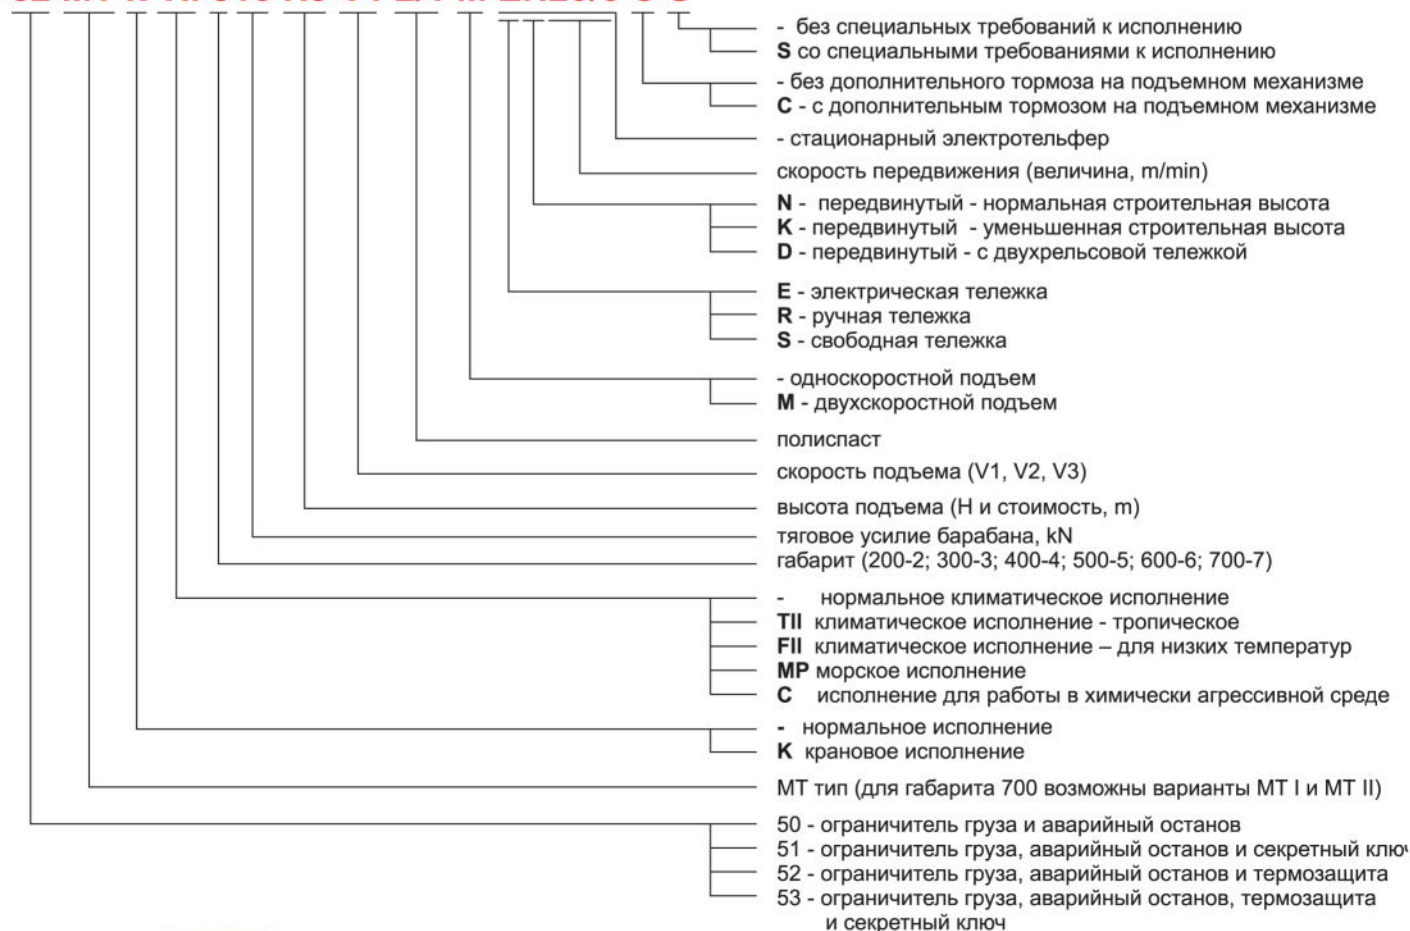 - без специальных требований к исполнению
S со специальными требованиями к исполнению
- без дополнительного тормоза на подъемном механизме
С - с дополнительным тормозом на подъемном механизме
- стационарный электротельфер
скорость передвижения (величина, m/min)
N - передвинутый - нормальная строительная высота
K - передвинутый - уменьшенная строительная высота
D - передвинутый - с двухрельсовой тележкой
E - электрическая тележка
R - ручная тележка
S - свободная тележка
- односкоростной подъем
M - двухскоростной подъем
полиспаст
скорость подъема (V1, V2, V3)
высота подъема (H и стоимость, m)
тяговое усилие барабана, kN
габарит (200-2; 300-3; 400-4; 500-5; 600-6; 700-7)
- нормальное климатическое исполнение
TII климатическое исполнение - тропическое
FII климатическое исполнение – для низких температур
MP морское исполнение
C исполнение для работы в химически агрессивной среде
- нормальное исполнение
K крановое исполнение
МТ тип (для габарита 700 возможны варианты МТ I и МТ II)
50 - ограничитель груза и аварийный останов
51 - ограничитель груза, аварийный останов и секретный
52 - ограничитель груза, аварийный останов и термозащита
53 - ограничитель груза, аварийный останов, термозащита
и секретный ключ